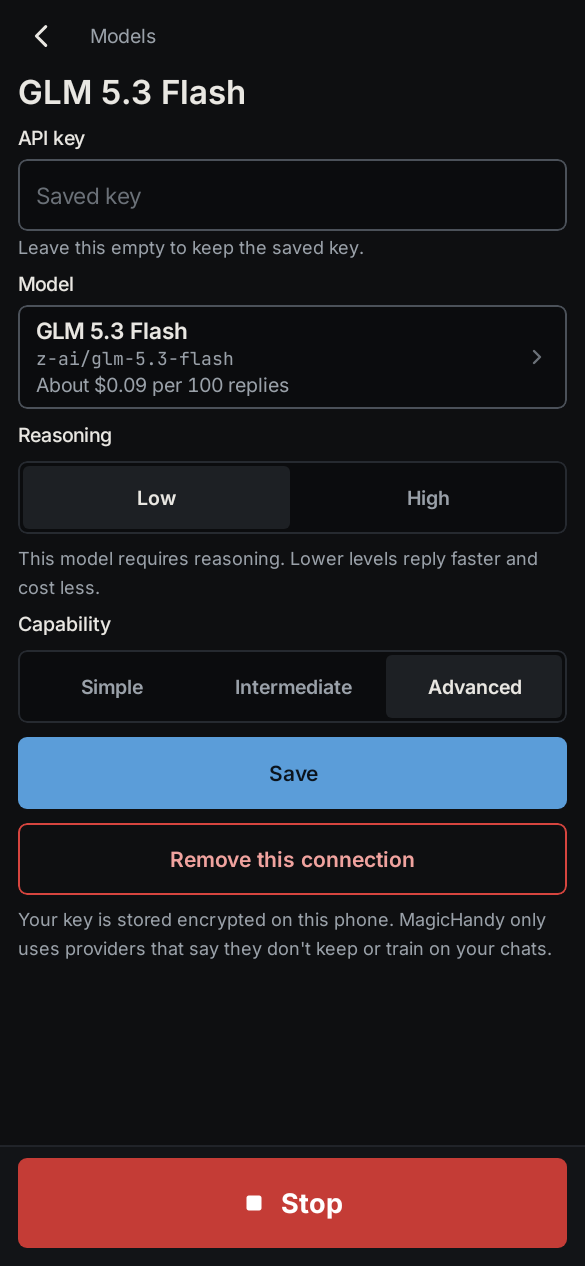 Models
GLM 5.3 Flash
API key
Saved key
Leave this empty to keep the saved key.
Model
GLM 5.3 Flash
z-ai/glm-5.3-flash
About $0.09 per 100 replies
Reasoning
Low High
This model requires reasoning. Lower levels reply faster and
cost less.
Capability
Simple Intermediate Advanced
Save
Remove this connection
Your key is stored encrypted on this phone. MagicHandy only
uses providers that say they don't keep or train on your chats.
Stop